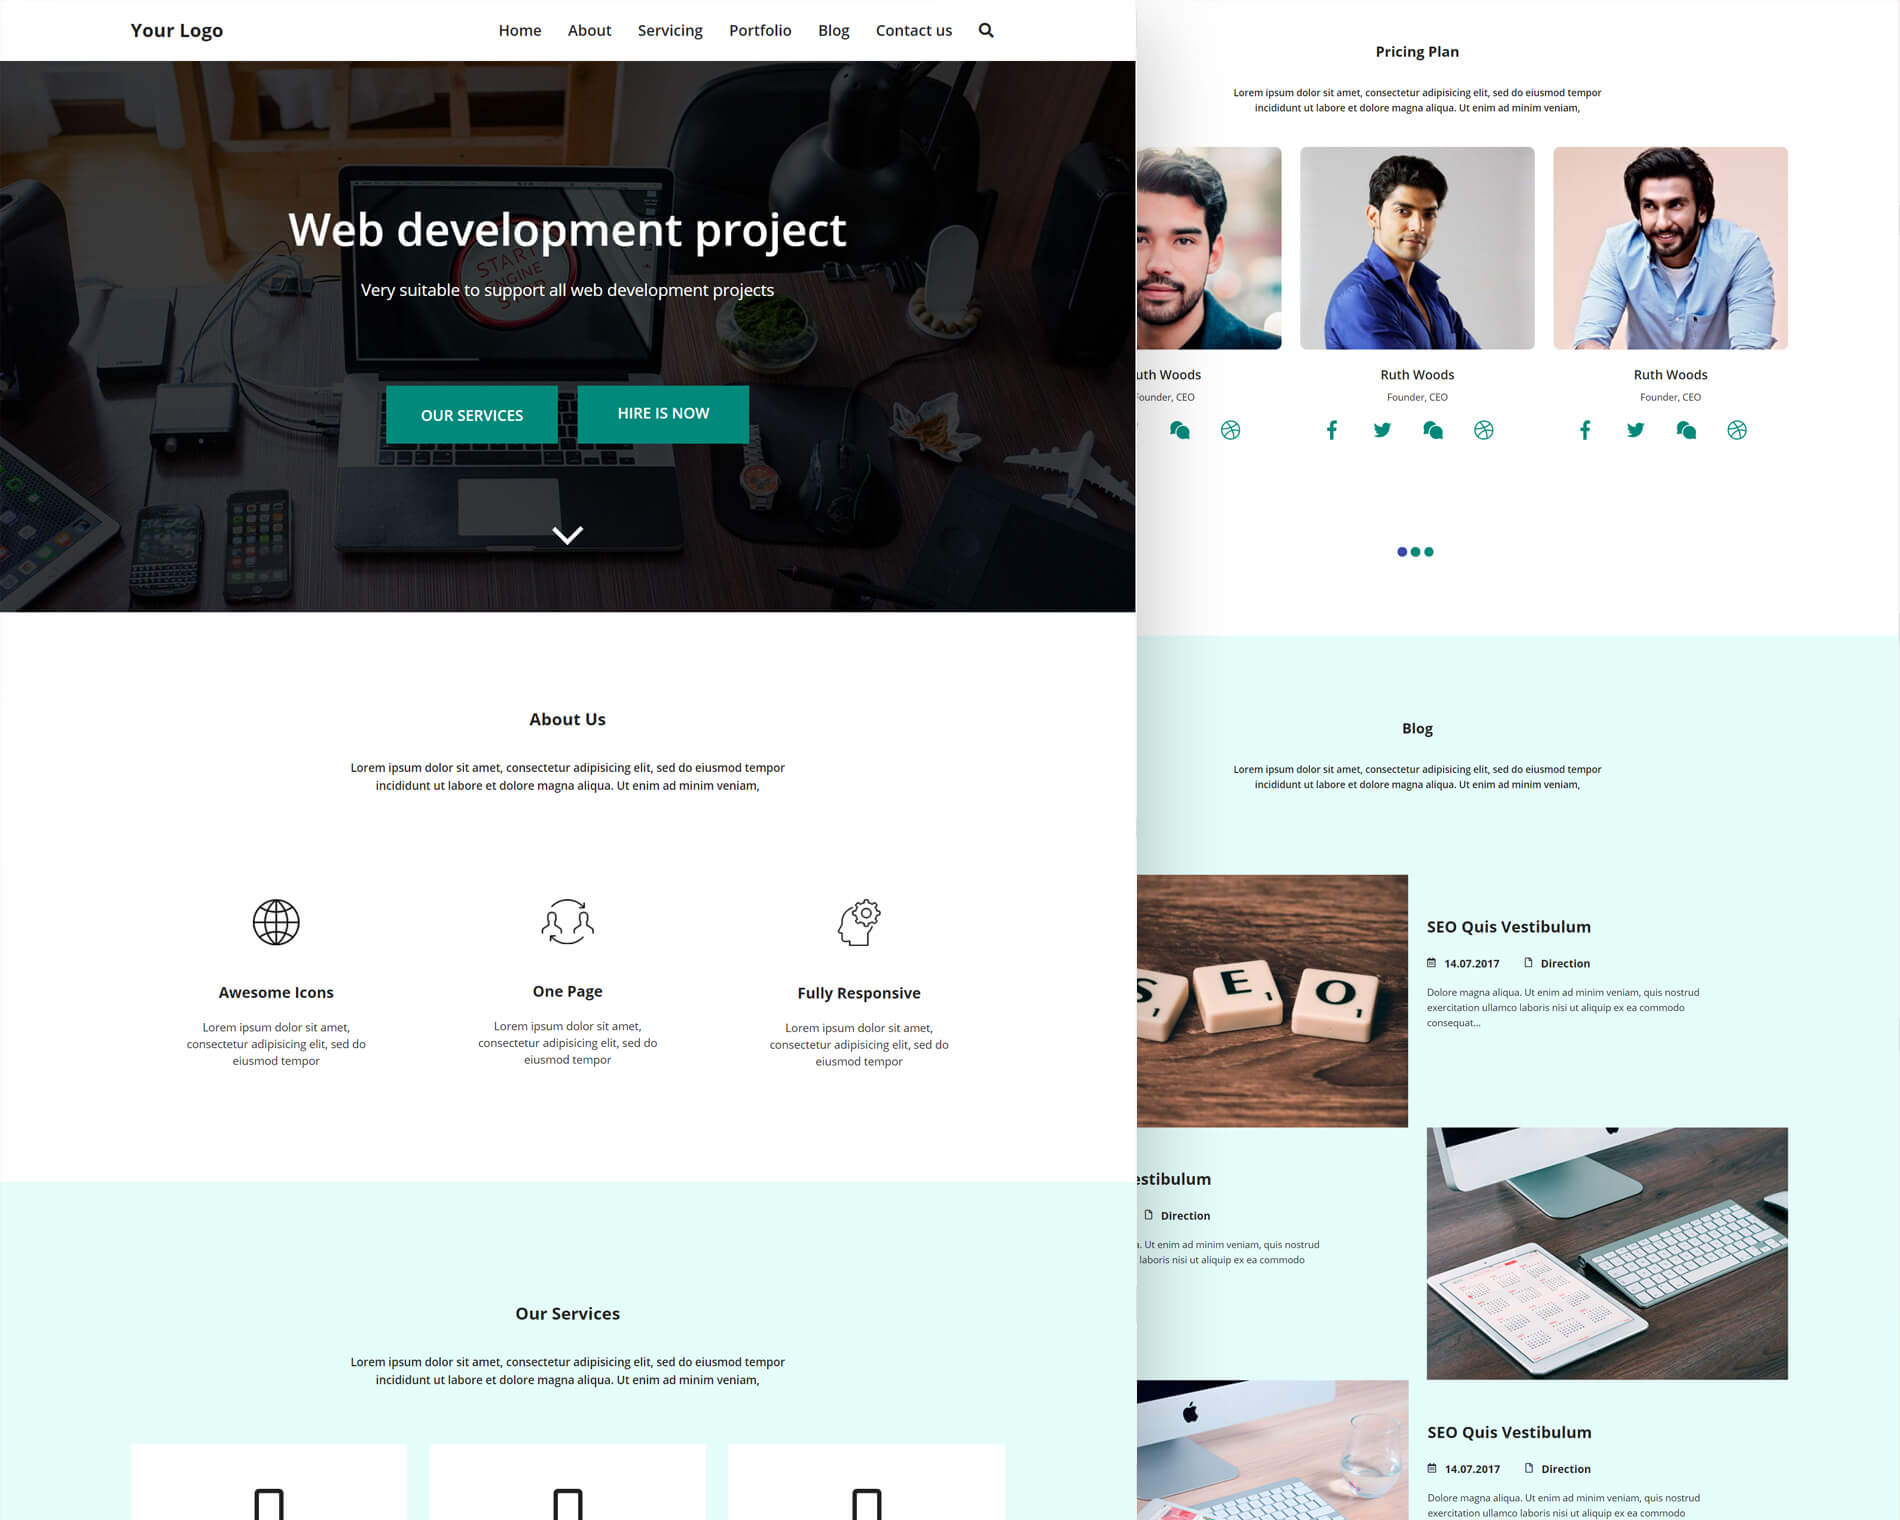 Your Logo
Home About Servicing Portfolio Blog Contact us
Web development project
Very suitable to support all web development projects
START
ENGINE
OUR SERVICES
HIRE IS NOW
About Us
Lorem ipsum dolor sit amet, consectetur adipisicing elit, sed do eiusmod tempor
incididunt ut labore et dolore magna aliqua. Ut enim ad minim veniam,
Awesome Icons
Lorem ipsum dolor sit amet,
consectetur adipisicing elit, sed do
eiusmod tempor
One Page
Lorem ipsum dolor sit amet,
consectetur adipisicing elit, sed do
eiusmod tempor
Fully Responsive
Lorem ipsum dolor sit amet,
consectetur adipisicing elit, sed do
eiusmod tempor
Our Services
Lorem ipsum dolor sit amet, consectetur adipisicing elit, sed do eiusmod tempor
incididunt ut labore et dolore magna aliqua. Ut enim ad minim veniam,
Pricing Plan
Lorem ipsum dolor sit amet, consectetur adipisicing elit, sed do eiusmod tempor
incididunt ut labore et dolore magna aliqua. Ut enim ad minim veniam,
uth Woods
Founder, CEO
Ruth Woods
Founder, CEO
Ruth Woods
Founder, CEO
Blog
Lorem ipsum dolor sit amet, consectetur adipisicing elit, sed do eiusmod tempor
incididunt ut labore et dolore magna aliqua. Ut enim ad minim veniam,
S 1 E 1 O 1
SEO Quis Vestibulum
14.07.2017 Direction
Dolore magna aliqua. Ut enim ad minim veniam, quis nostrud
exercitation ullamco laboris nisi ut aliquip ex ea commodo
consequat...
estibulum
Direction
a. Ut enim ad minim veniam, quis nostrud
laboris nisi ut aliquip ex ea commodo
SEO Quis Vestibulum
14.07.2017 Direction
Dolore magna aliqua. Ut enim ad minim veniam, quis nostrud
exercitation ullamco laboris nisi ut aliquip ex ea commodo